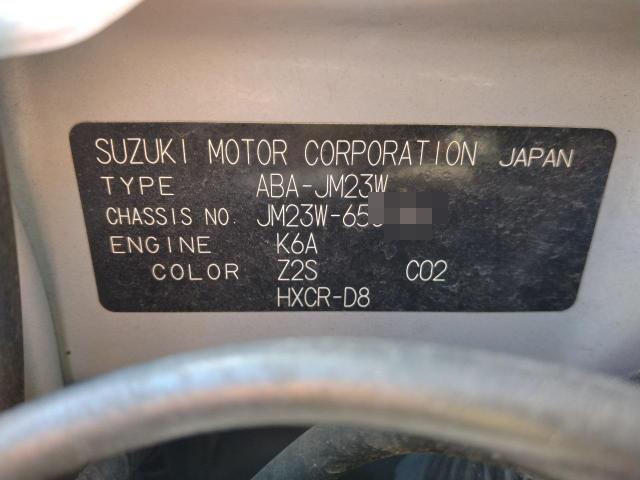 SUZUKI MOTOR CORPORATION JAPAN
TYPE ABA-JM23W
CHASSIS NO. JM23W-65
ENGINE K6A
COLOR Z2S C02
HXCR-D8